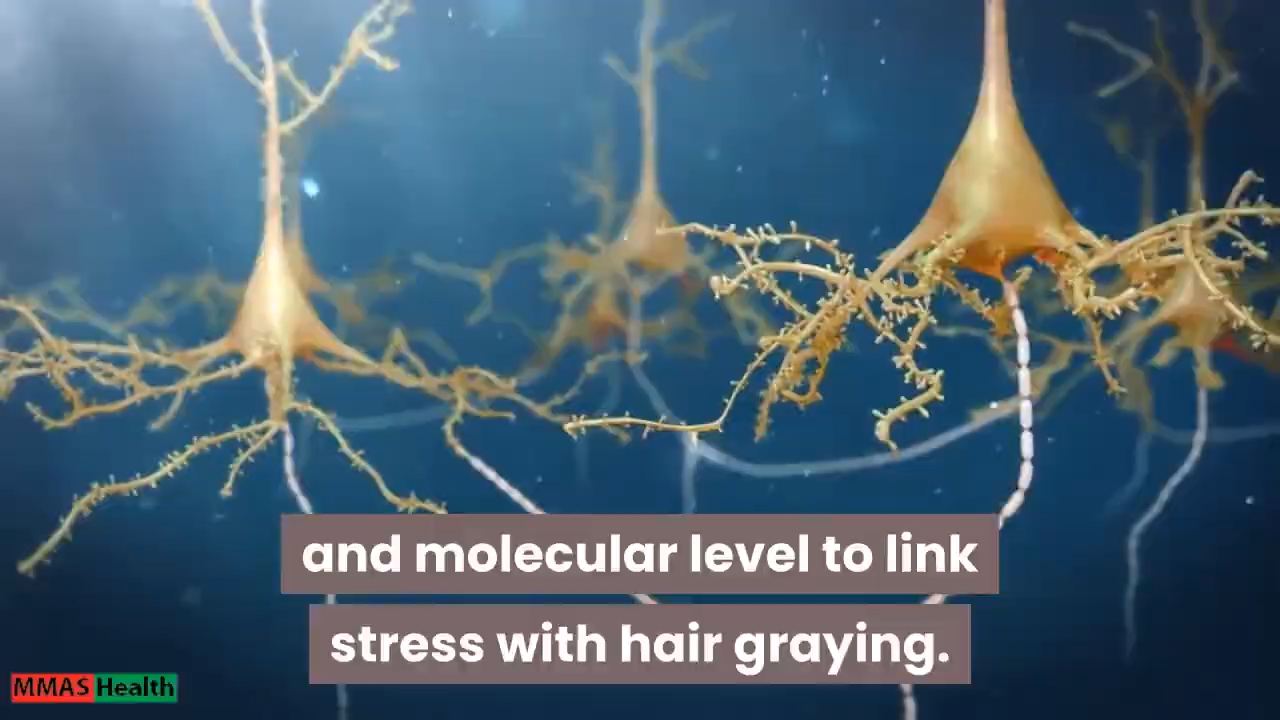 and molecular level to link
stress with hair graying.
MMAS Health